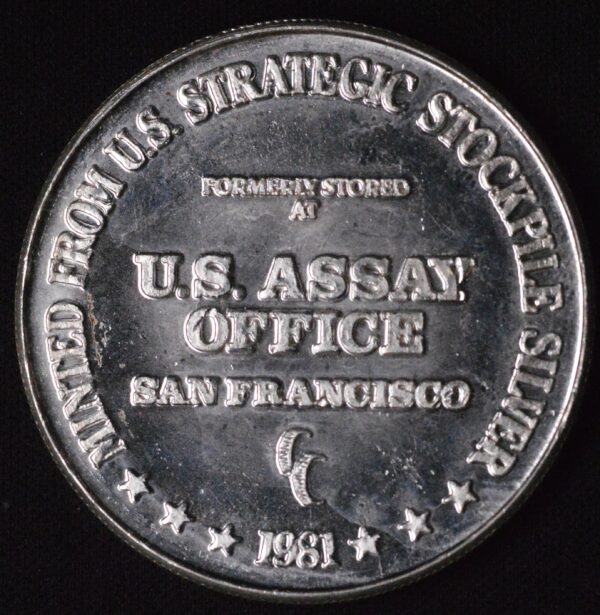 MINTED FROM U.S. STRATEGIC STOCKPILE SILVER
FORMERLY STORED
AT
U.S. ASSAY
OFFICE
SAN FRANCISCO
1981